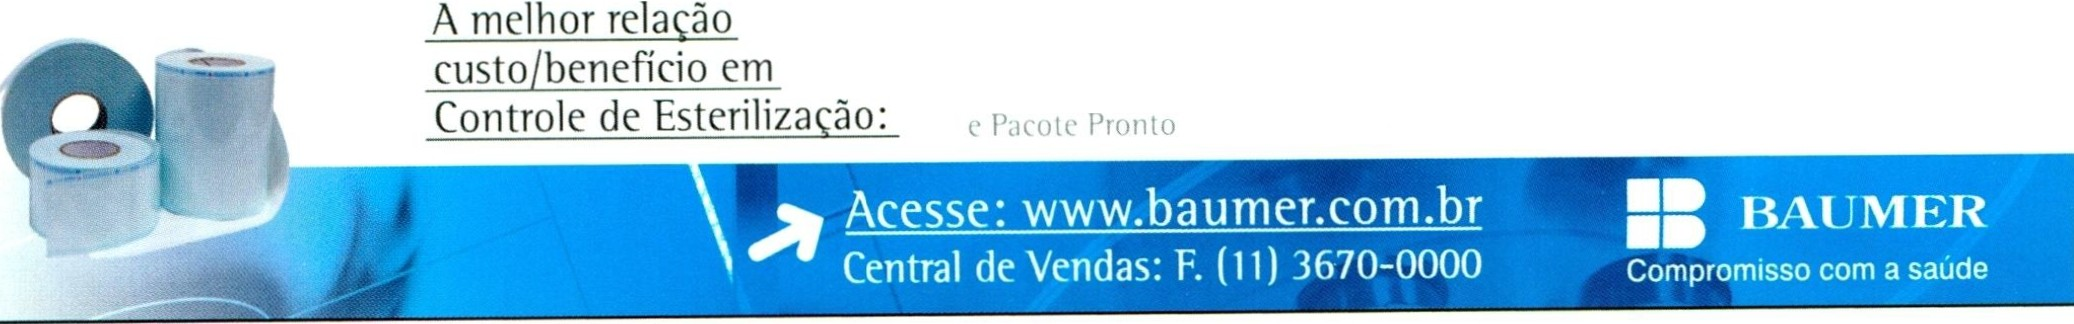 A melhor relação
custo/benefício em
Controle de Esterilização:
e Pacote Pronto
Acesse: www.baumer.com.br
Central de Vendas: F. (11) 3670-0000
BAUMER
Compromisso com a saúde